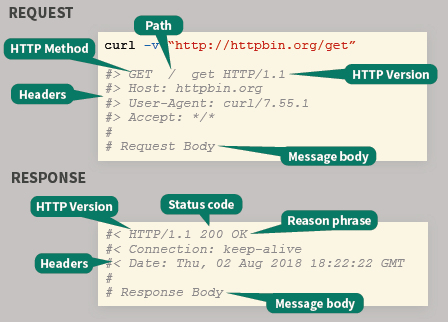 REQUEST
Path
HTTP Method
curl -v "http://httpbin.org/get"
#> GET / get HTTP/1.1
HTTP Version
Headers
#> Host: httpbin.org
#> User-Agent: curl/7.55.1
#> Accept: */*
#
# Request Body
Message body
RESPONSE
HTTP Version
Status code
Reason phrase
#< HTTP/1.1 200 OK
#< Connection: keep-alive
Headers
#< Date: Thu, 02 Aug 2018 18:22:22 GMT
#
# Response Body
Message body